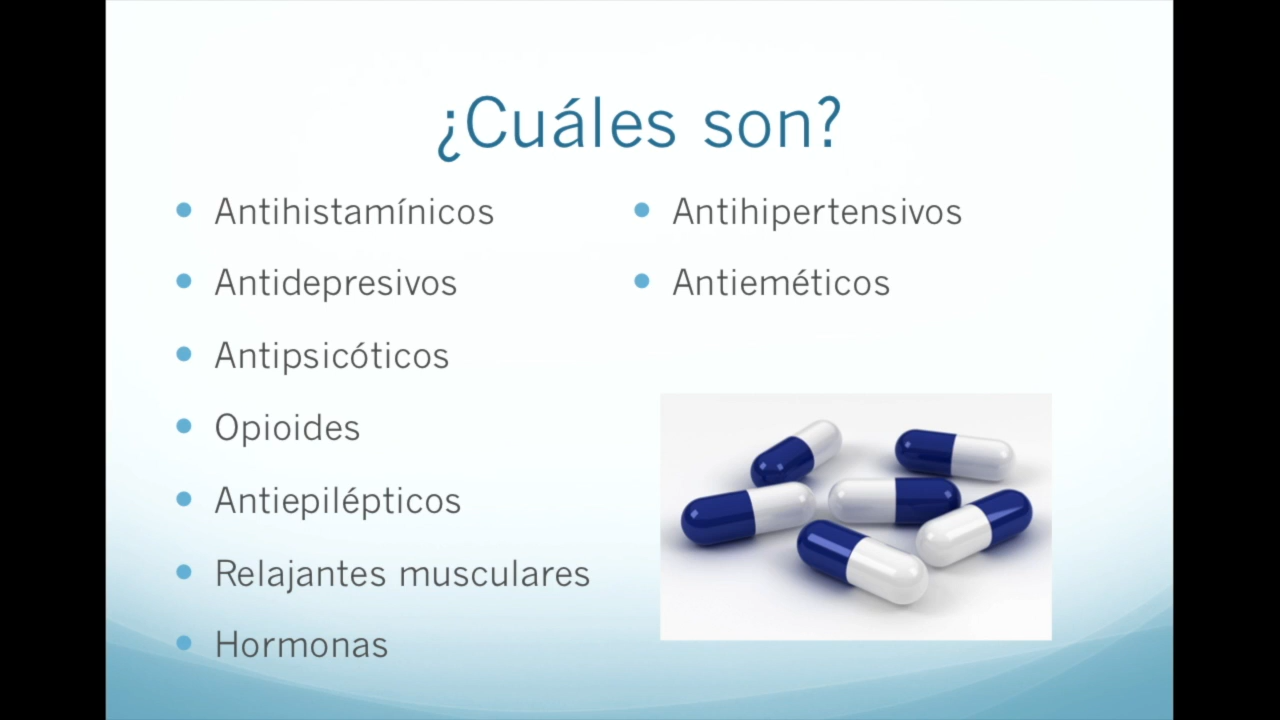 ¿Cuáles son?
Antihistamínicos
Antidepresivos
Antipsicóticos
Opioides
Antiepilépticos
Relajantes musculares
Hormonas
Antihipertensivos
Antieméticos